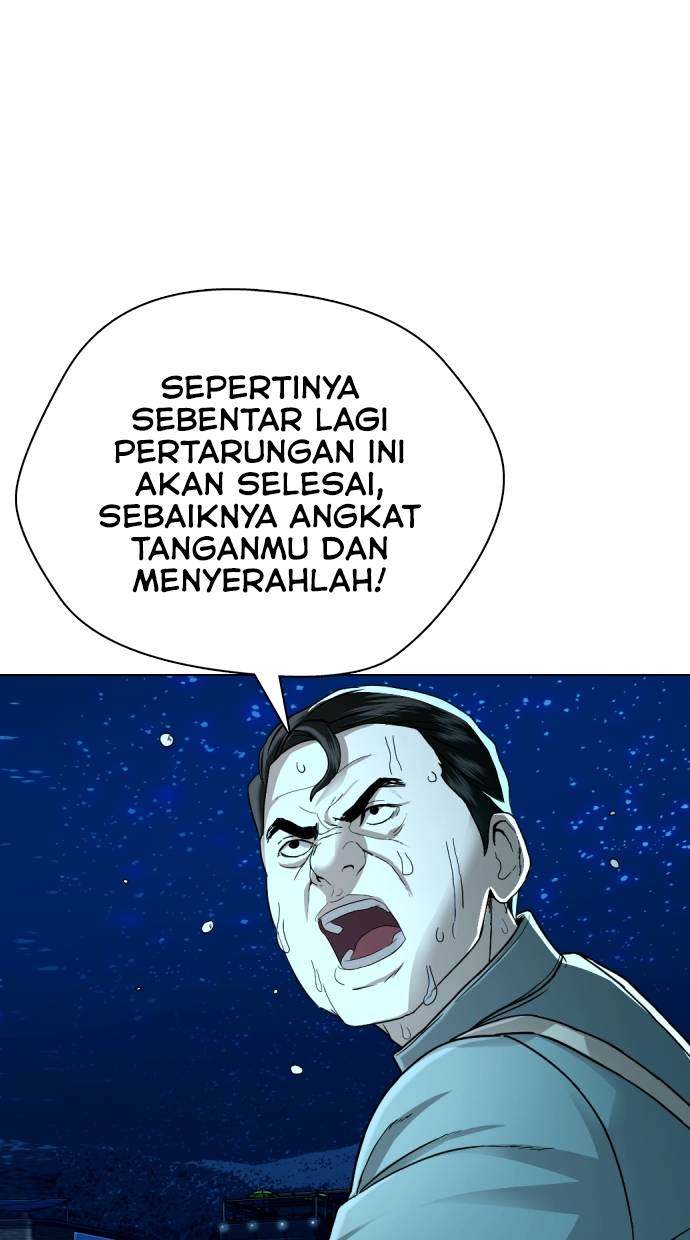 SEPERTINYA
SEBENTAR LAGI
PERTARUNGAN INI
AKAN SELESAI,
SEBAIKNYA ANGKAT
TANGANMU DAN
MENYERAHLAH!